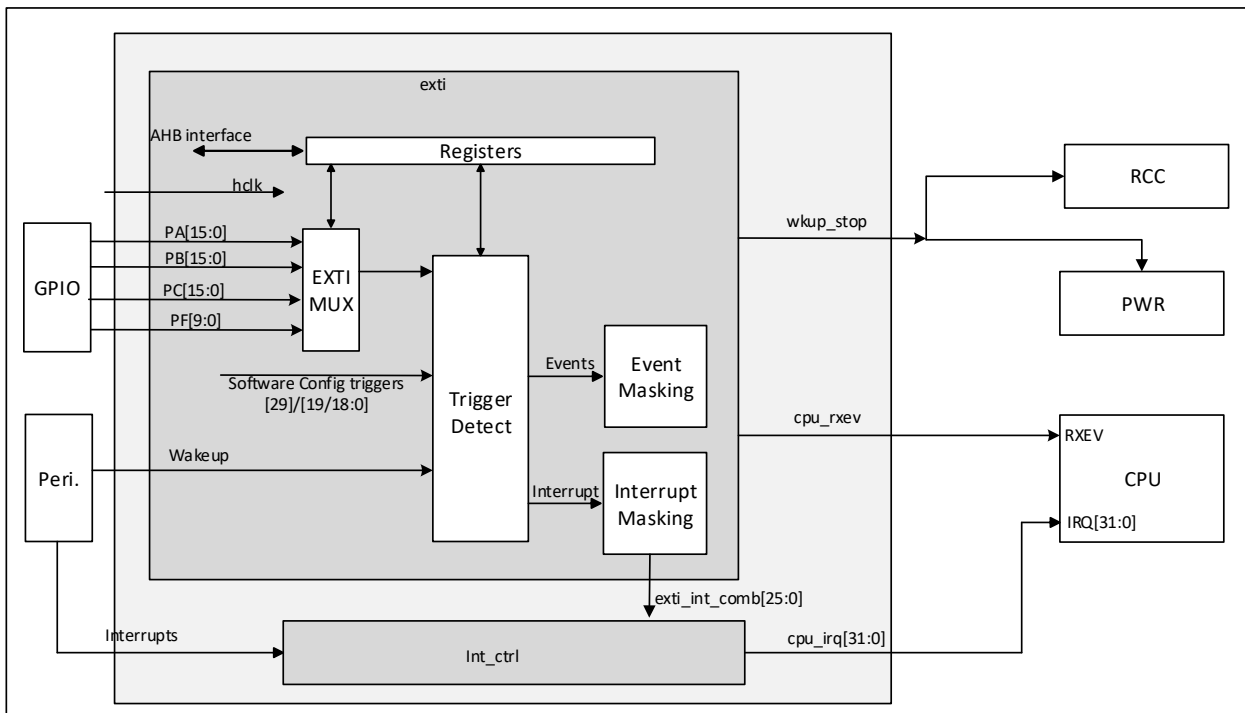 exti
AHB interface
Registers
hclk
RCC
wkup_stop
PA[15:0]
PB[15:0]
GPIO
EXTI
MUX
PC[15:0]
PWR
PF[9:0]
Events
Event
Masking
Software Config triggers
[29]/[19/18:0]
Trigger
Detect
cpu_rxev
RXEV
Wakeup
Peri.
CPU
Interrupt
Interrupt
Masking
IRQ[31:0]
exti_int_comb[25:0]
Interrupts
Int_ctrl
cpu_irq[31:0]